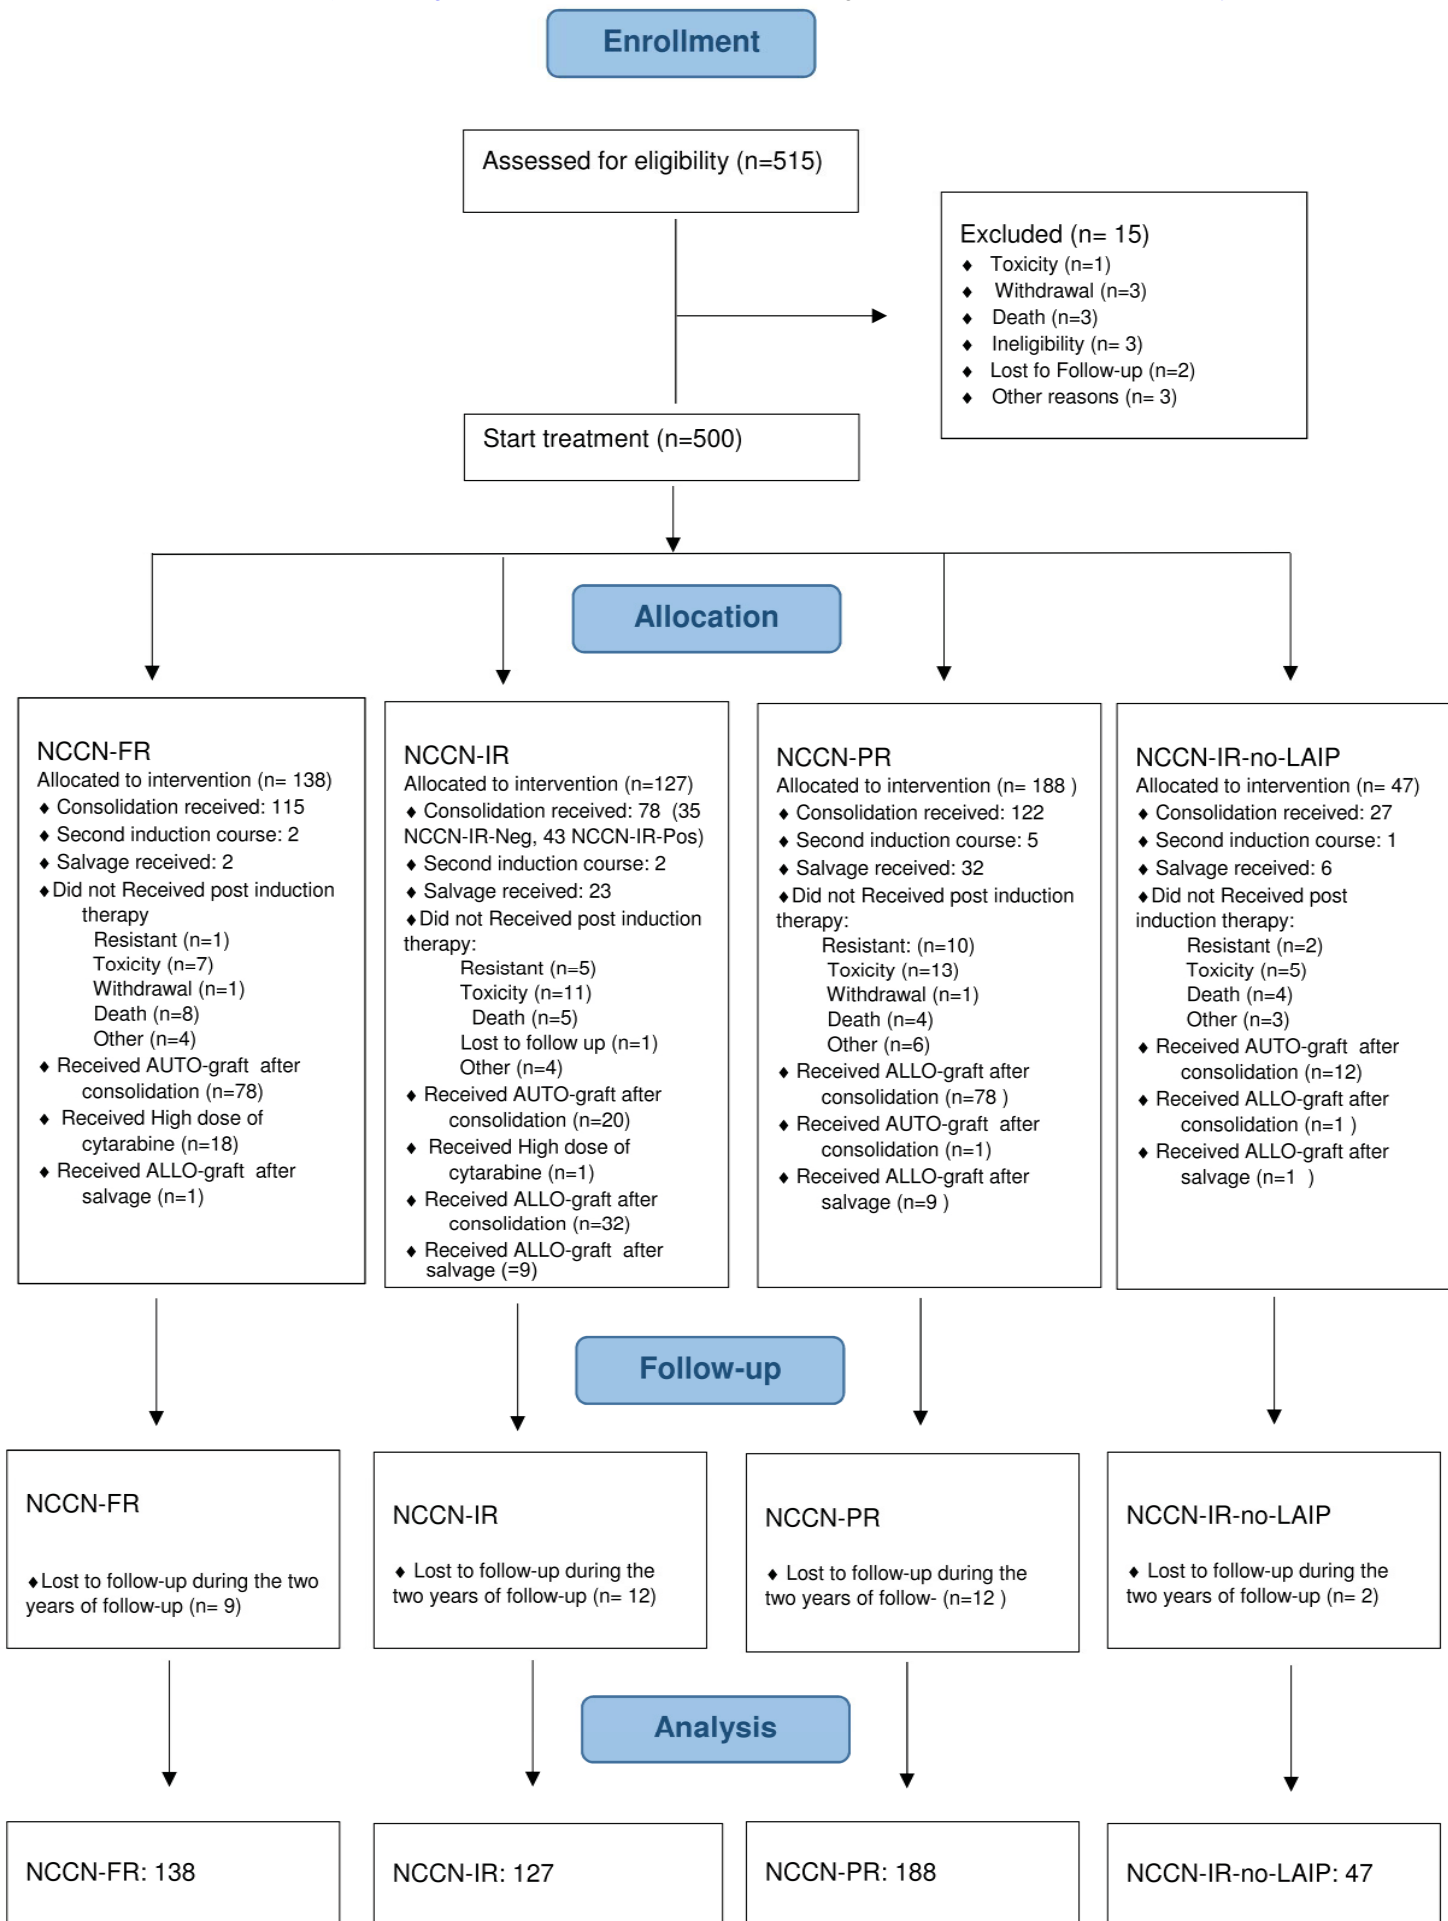 Enrollment
Assessed for eligibility (n=515)
Excluded (n= 15)
♦ Toxicity (n=1)
♦ Withdrawal (n=3)
♦ Death (n=3)
♦ Ineligibility (n= 3)
♦ Lost fo Follow-up (n=2)
♦ Other reasons (n= 3)
Start treatment (n=500)
Allocation
NCCN-FR
Allocated to intervention (n= 138)
♦ Consolidation received: 115
♦ Second induction course: 2
♦ Salvage received: 2
♦Did not Received post induction
therapy
Resistant (n=1)
Toxicity (n=7)
Withdrawal (n=1)
Death (n=8)
Other (n=4)
♦ Received AUTO-graft after
consolidation (n=78)
♦ Received High dose of
cytarabine (n=18)
♦ Received ALLO-graft after
salvage (n=1)
NCCN-IR
Allocated to intervention (n=127)
♦ Consolidation received: 78 (35
NCCN-IR-Neg, 43 NCCN-IR-Pos)
♦ Second induction course: 2
♦ Salvage received: 23
♦Did not Received post induction
therapy:
Resistant (n=5)
Toxicity (n=11)
Death (n=5)
Lost to follow up (n=1)
Other (n=4)
♦ Received AUTO-graft after
consolidation (n=20)
♦ Received High dose of
cytarabine (n=1)
♦ Received ALLO-graft after
consolidation (n=32)
♦ Received ALLO-graft after
salvage (=9)
NCCN-PR
Allocated to intervention (n= 188 )
♦ Consolidation received: 122
♦ Second induction course: 5
♦ Salvage received: 32
♦Did not Received post induction
therapy:
Resistant: (n=10)
Toxicity (n=13)
Withdrawal (n=1)
Death (n=4)
Other (n=6)
♦ Received ALLO-graft after
consolidation (n=78 )
♦ Received AUTO-graft after
consolidation (n=1)
♦ Received ALLO-graft after
salvage (n=9 )
NCCN-IR-no-LAIP
Allocated to intervention (n= 47)
♦ Consolidation received: 27
♦ Second induction course: 1
♦ Salvage received: 6
♦Did not Received post
induction therapy:
Resistant (n=2)
Toxicity (n=5)
Death (n=4)
Other (n=3)
♦ Received AUTO-graft after
consolidation (n=12)
♦ Received ALLO-graft after
consolidation (n=1 )
♦ Received ALLO-graft after
salvage (n=1 )
Follow-up
NCCN-FR
♦Lost to follow-up during the two
years of follow-up (n= 9)
NCCN-IR
♦ Lost to follow-up during the
two years of follow-up (n= 12)
NCCN-PR
♦ Lost to follow-up during the
two years of follow- (n=12 )
NCCN-IR-no-LAIP
♦ Lost to follow-up during the
two years of follow-up (n= 2)
Analysis
NCCN-FR: 138
NCCN-IR: 127
NCCN-PR: 188
NCCN-IR-no-LAIP: 47